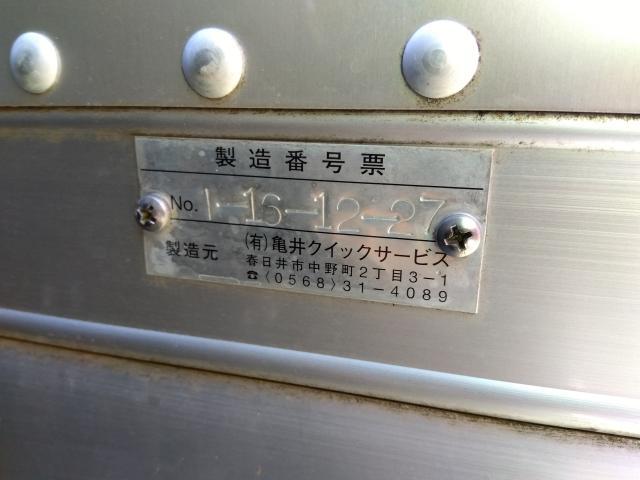 製造番号票
No. 1-16-12-27
製造元 (有)亀井クイックサービス
春日井市中野町2丁目3-1
☎(0568)31-4089